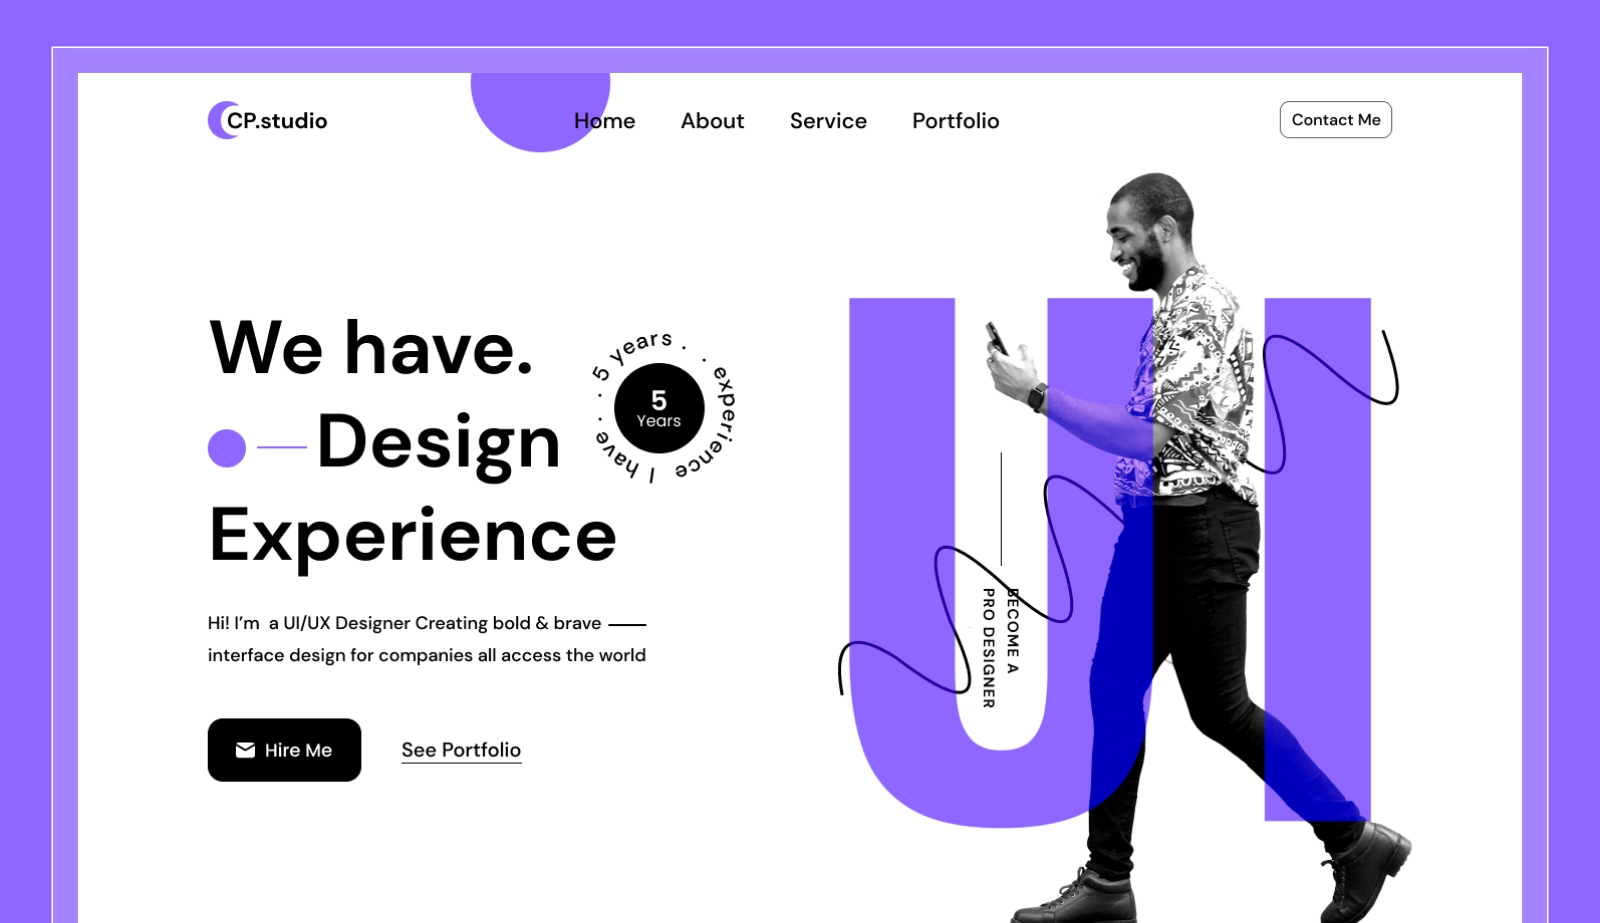 CP.studio
Home
About
Service
Portfolio
Contact Me
We have.
Design
Experience
. 5 years . . experience I have .
5
Years
Hi! I’m a UI/UX Designer Creating bold & brave
interface design for companies all access the world
Hire Me
See Portfolio
UI
BECOME A
PRO DESIGNER